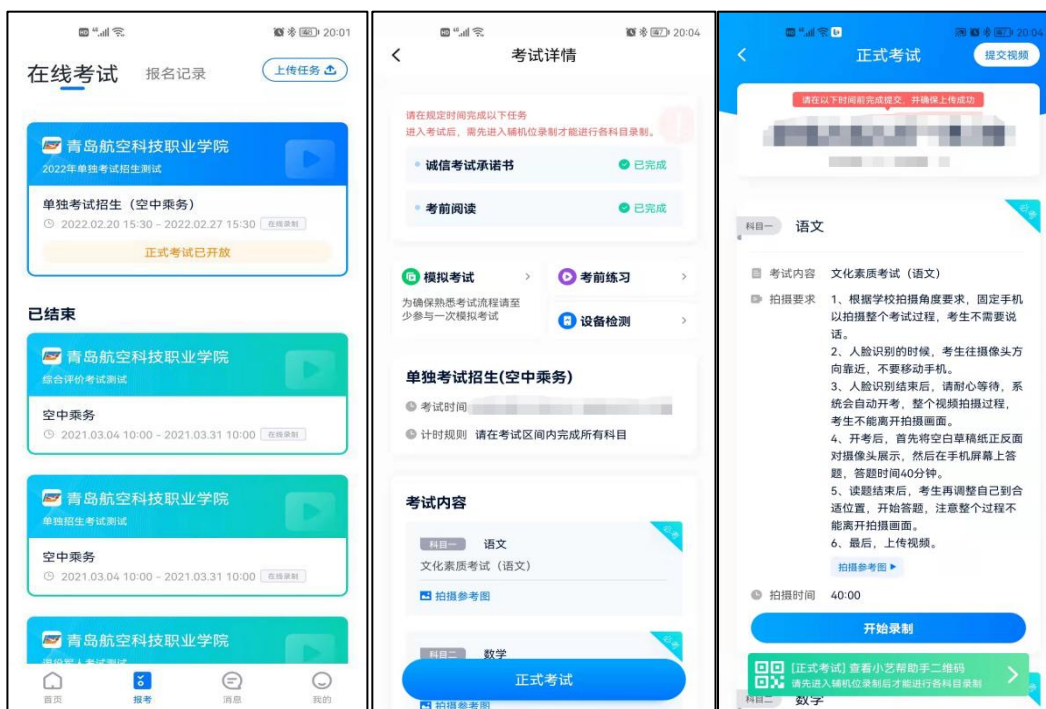 20:01
在线考试
报名记录
上传任务
青岛航空科技职业学院
2022年单独考试招生测试
单独考试招生（空中乘务）
2022.02.20 15:30 - 2022.02.27 15:30 在线录制
正式考试已开放
已结束
青岛航空科技职业学院
综合评价考试测试
空中乘务
2021.03.04 10:00 - 2021.03.31 10:00 在线录制
青岛航空科技职业学院
单独招生考试测试
空中乘务
2021.03.04 10:00 - 2021.03.31 10:00 在线录制
青岛航空科技职业学院
首页
报考
消息
我的
20:04
考试详情
请在规定时间完成以下任务
进入考试后，需先进入辅机位录制才能进行各科目录制。
诚信考试承诺书
已完成
考前阅读
已完成
模拟考试
为确保熟悉考试流程请至
少参与一次模拟考试
考前练习
设备检测
单独考试招生(空中乘务)
考试时间
计时规则 请在考试区间内完成所有科目
考试内容
必考
科目一 语文
文化素质考试（语文）
拍摄参考图
必考
科目二 数学
正式考试
拍摄参考图
20:04
正式考试
提交视频
请在以下时间前完成提交，并确保上传成功
必考
科目一 语文
考试内容 文化素质考试（语文）
拍摄要求 1、根据学校拍摄角度要求，固定手机
以拍摄整个考试过程，考生不需要说
话。
2、人脸识别的时候，考生往摄像头方
向靠近，不要移动手机。
3、人脸识别结束后，请耐心等待，系
统会自动开考，整个视频拍摄过程，
考生不能离开拍摄画面。
4、开考后，首先将空白草稿纸正反面
对摄像头展示，然后在手机屏幕上答
题，答题时间40分钟。
5、读题结束后，考生再调整自己到合
适位置，开始答题，注意整个过程不
能离开拍摄画面。
6、最后，上传视频。
拍摄参考图
拍摄时间 40:00
开始录制
[正式考试] 查看小艺帮助手二维码
请先进入辅机位录制后才能进行各科目录制
科目二 数学